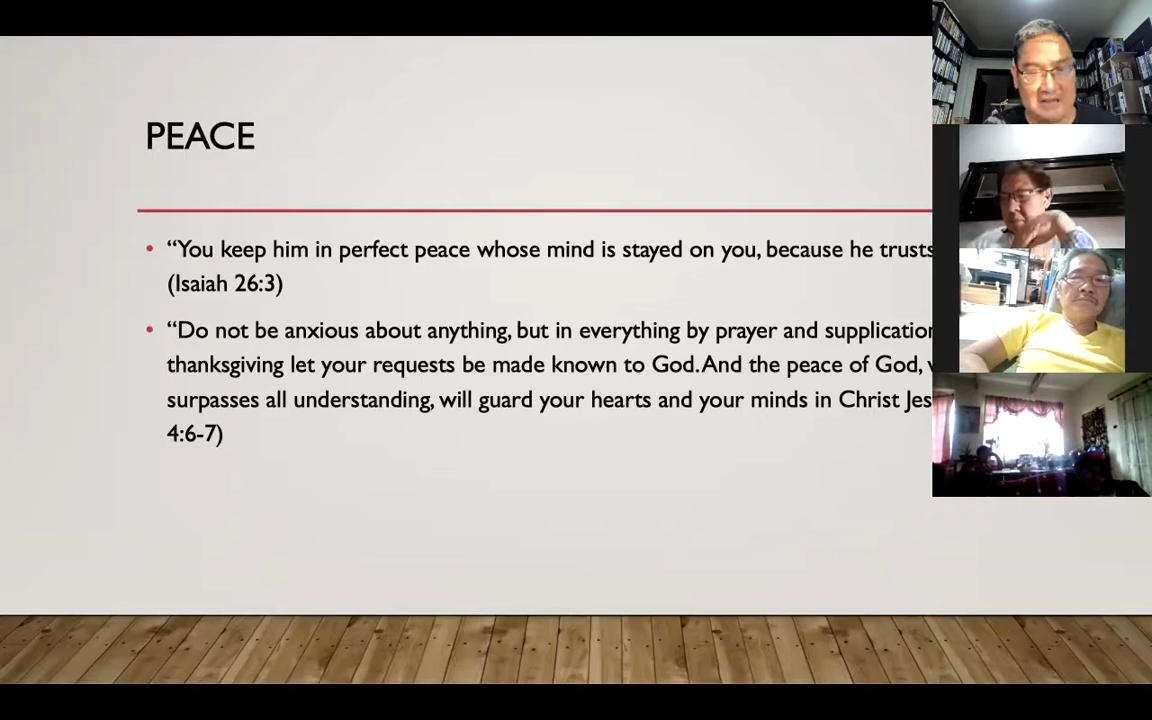 PEACE
“You keep him in perfect peace whose mind is stayed on you, because he trusts
(Isaiah 26:3)
“Do not be anxious about anything, but in everything by prayer and supplication
thanksgiving let your requests be made known to God. And the peace of God,
surpasses all understanding, will guard your hearts and your minds in Christ
4:6-7)